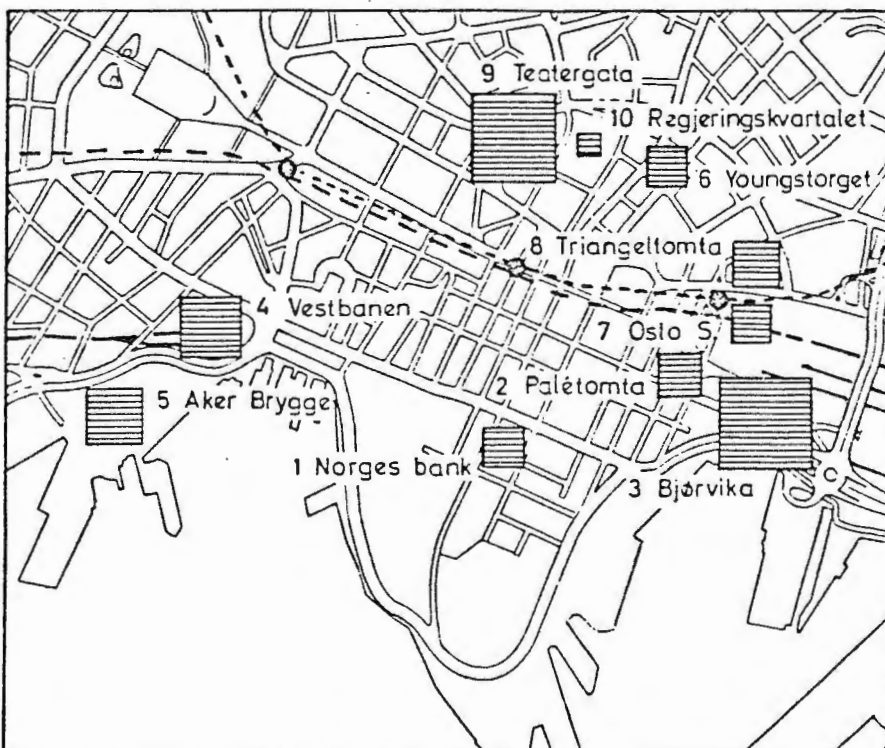 9 Teatergata
10 Regjeringskvartalet
6 Youngstorget
8 Triangeltomta
4 Vestbanen
7 Oslo S
2 Palétomta
5 Aker Brygge
1 Norges bank
3 Bjørvika